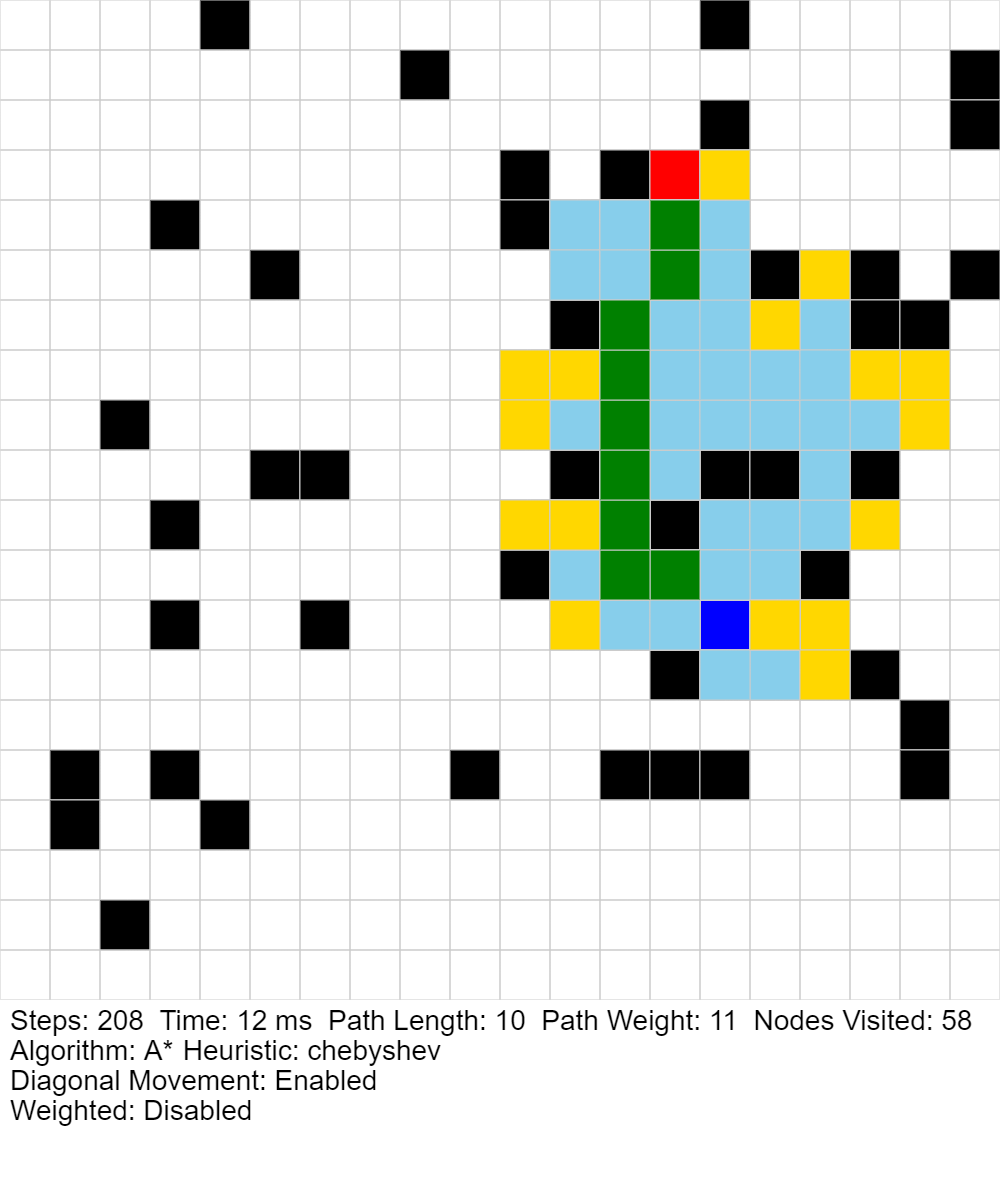 Steps: 208  Time: 12 ms  Path Length: 10  Path Weight: 11  Nodes Visited: 58
Algorithm: A* Heuristic: chebyshev
Diagonal Movement: Enabled
Weighted: Disabled